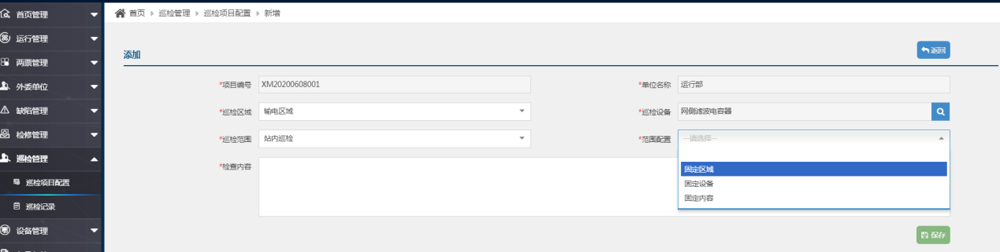 首页管理
运行管理
两票管理
外委单位
缺陷管理
检修管理
巡检管理
巡检项目配置
巡检记录
设备管理
首页 巡检管理 巡检项目配置 新增
添加 返回
*项目编号 XM20200608001 *单位名称 运行部
*巡检区域 输电区域 *巡检设备 网侧滤波电容器
*巡检范围 站内巡检 *范围配置 --请选择--
*检查内容
固定区域
固定设备
固定内容
保存